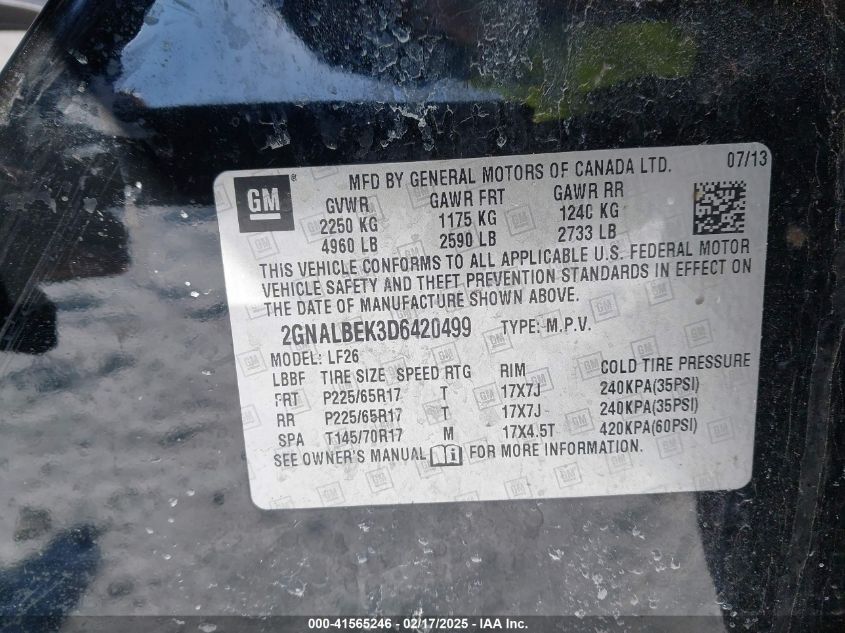 MFD BY GENERAL MOTORS OF CANADA LTD. 07/13
GM®
GVWR GAWR FRT GAWR RR
2250 KG 1175 KG 1240 KG
4960 LB 2590 LB 2733 LB
THIS VEHICLE CONFORMS TO ALL APPLICABLE U.S. FEDERAL MOTOR
VEHICLE SAFETY AND THEFT PREVENTION STANDARDS IN EFFECT ON
THE DATE OF MANUFACTURE SHOWN ABOVE.
2GNALBEK3D6420499 TYPE: M.P.V.
MODEL: LF26
LBBF TIRE SIZE SPEED RTG RIM COLD TIRE PRESSURE
FRT P225/65R17 T 17X7J 240KPA(35PSI)
RR P225/65R17 T 17X7J 240KPA(35PSI)
SPA T145/70R17 M 17X4.5T 420KPA(60PSI)
SEE OWNER'S MANUAL FOR MORE INFORMATION.
000-41565246 - 02/17/2025 - 1 OF 1.